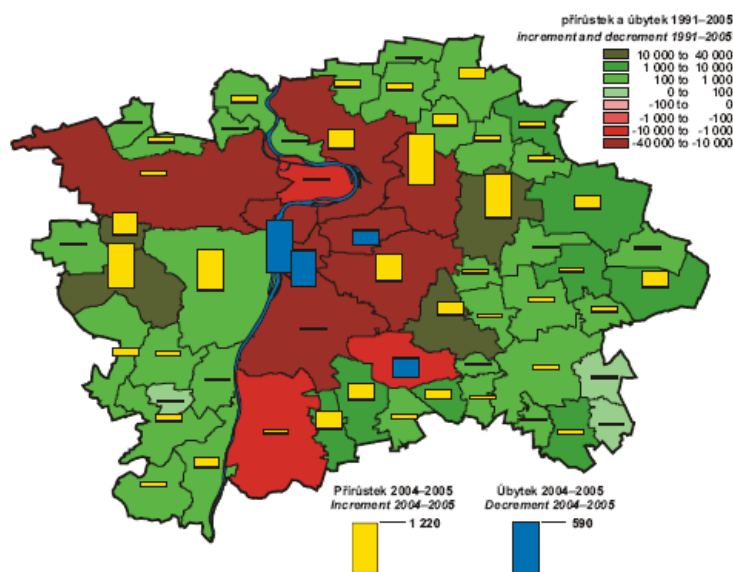 přírůstek a úbytek 1991–2005
increment and decrement 1991–2005
10 000 to 40 000
1 000 to 10 000
100 to 1 000
0 to 100
-100 to 0
-1 000 to -100
-10 000 to -1 000
-40 000 to -10 000
Přírůstek 2004–2005
Increment 2004–2005
1 220
Úbytek 2004–2005
Decrement 2004–2005
590